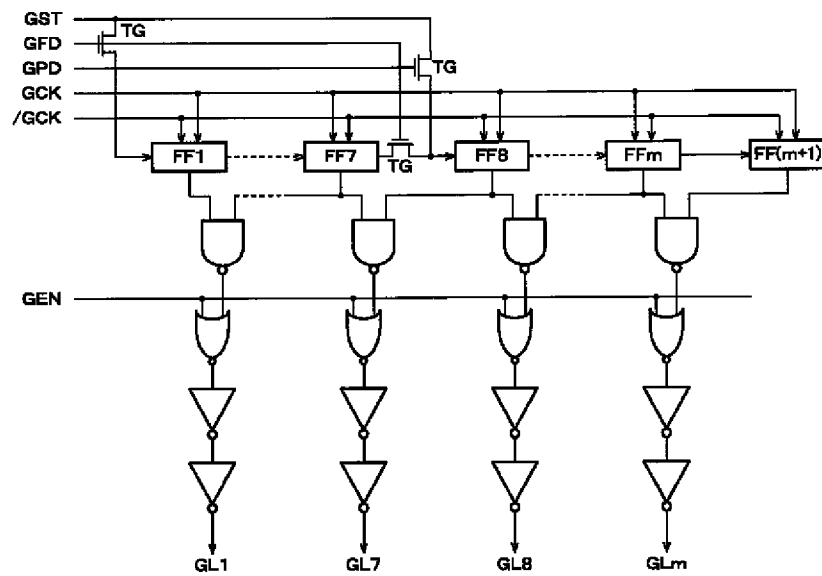 GST
TG
GFD
GPD
TG
GCK
/GCK
FF1
FF7
TG
FF8
FFm
FF(m+1)
GEN
GL1
GL7
GL8
GLm